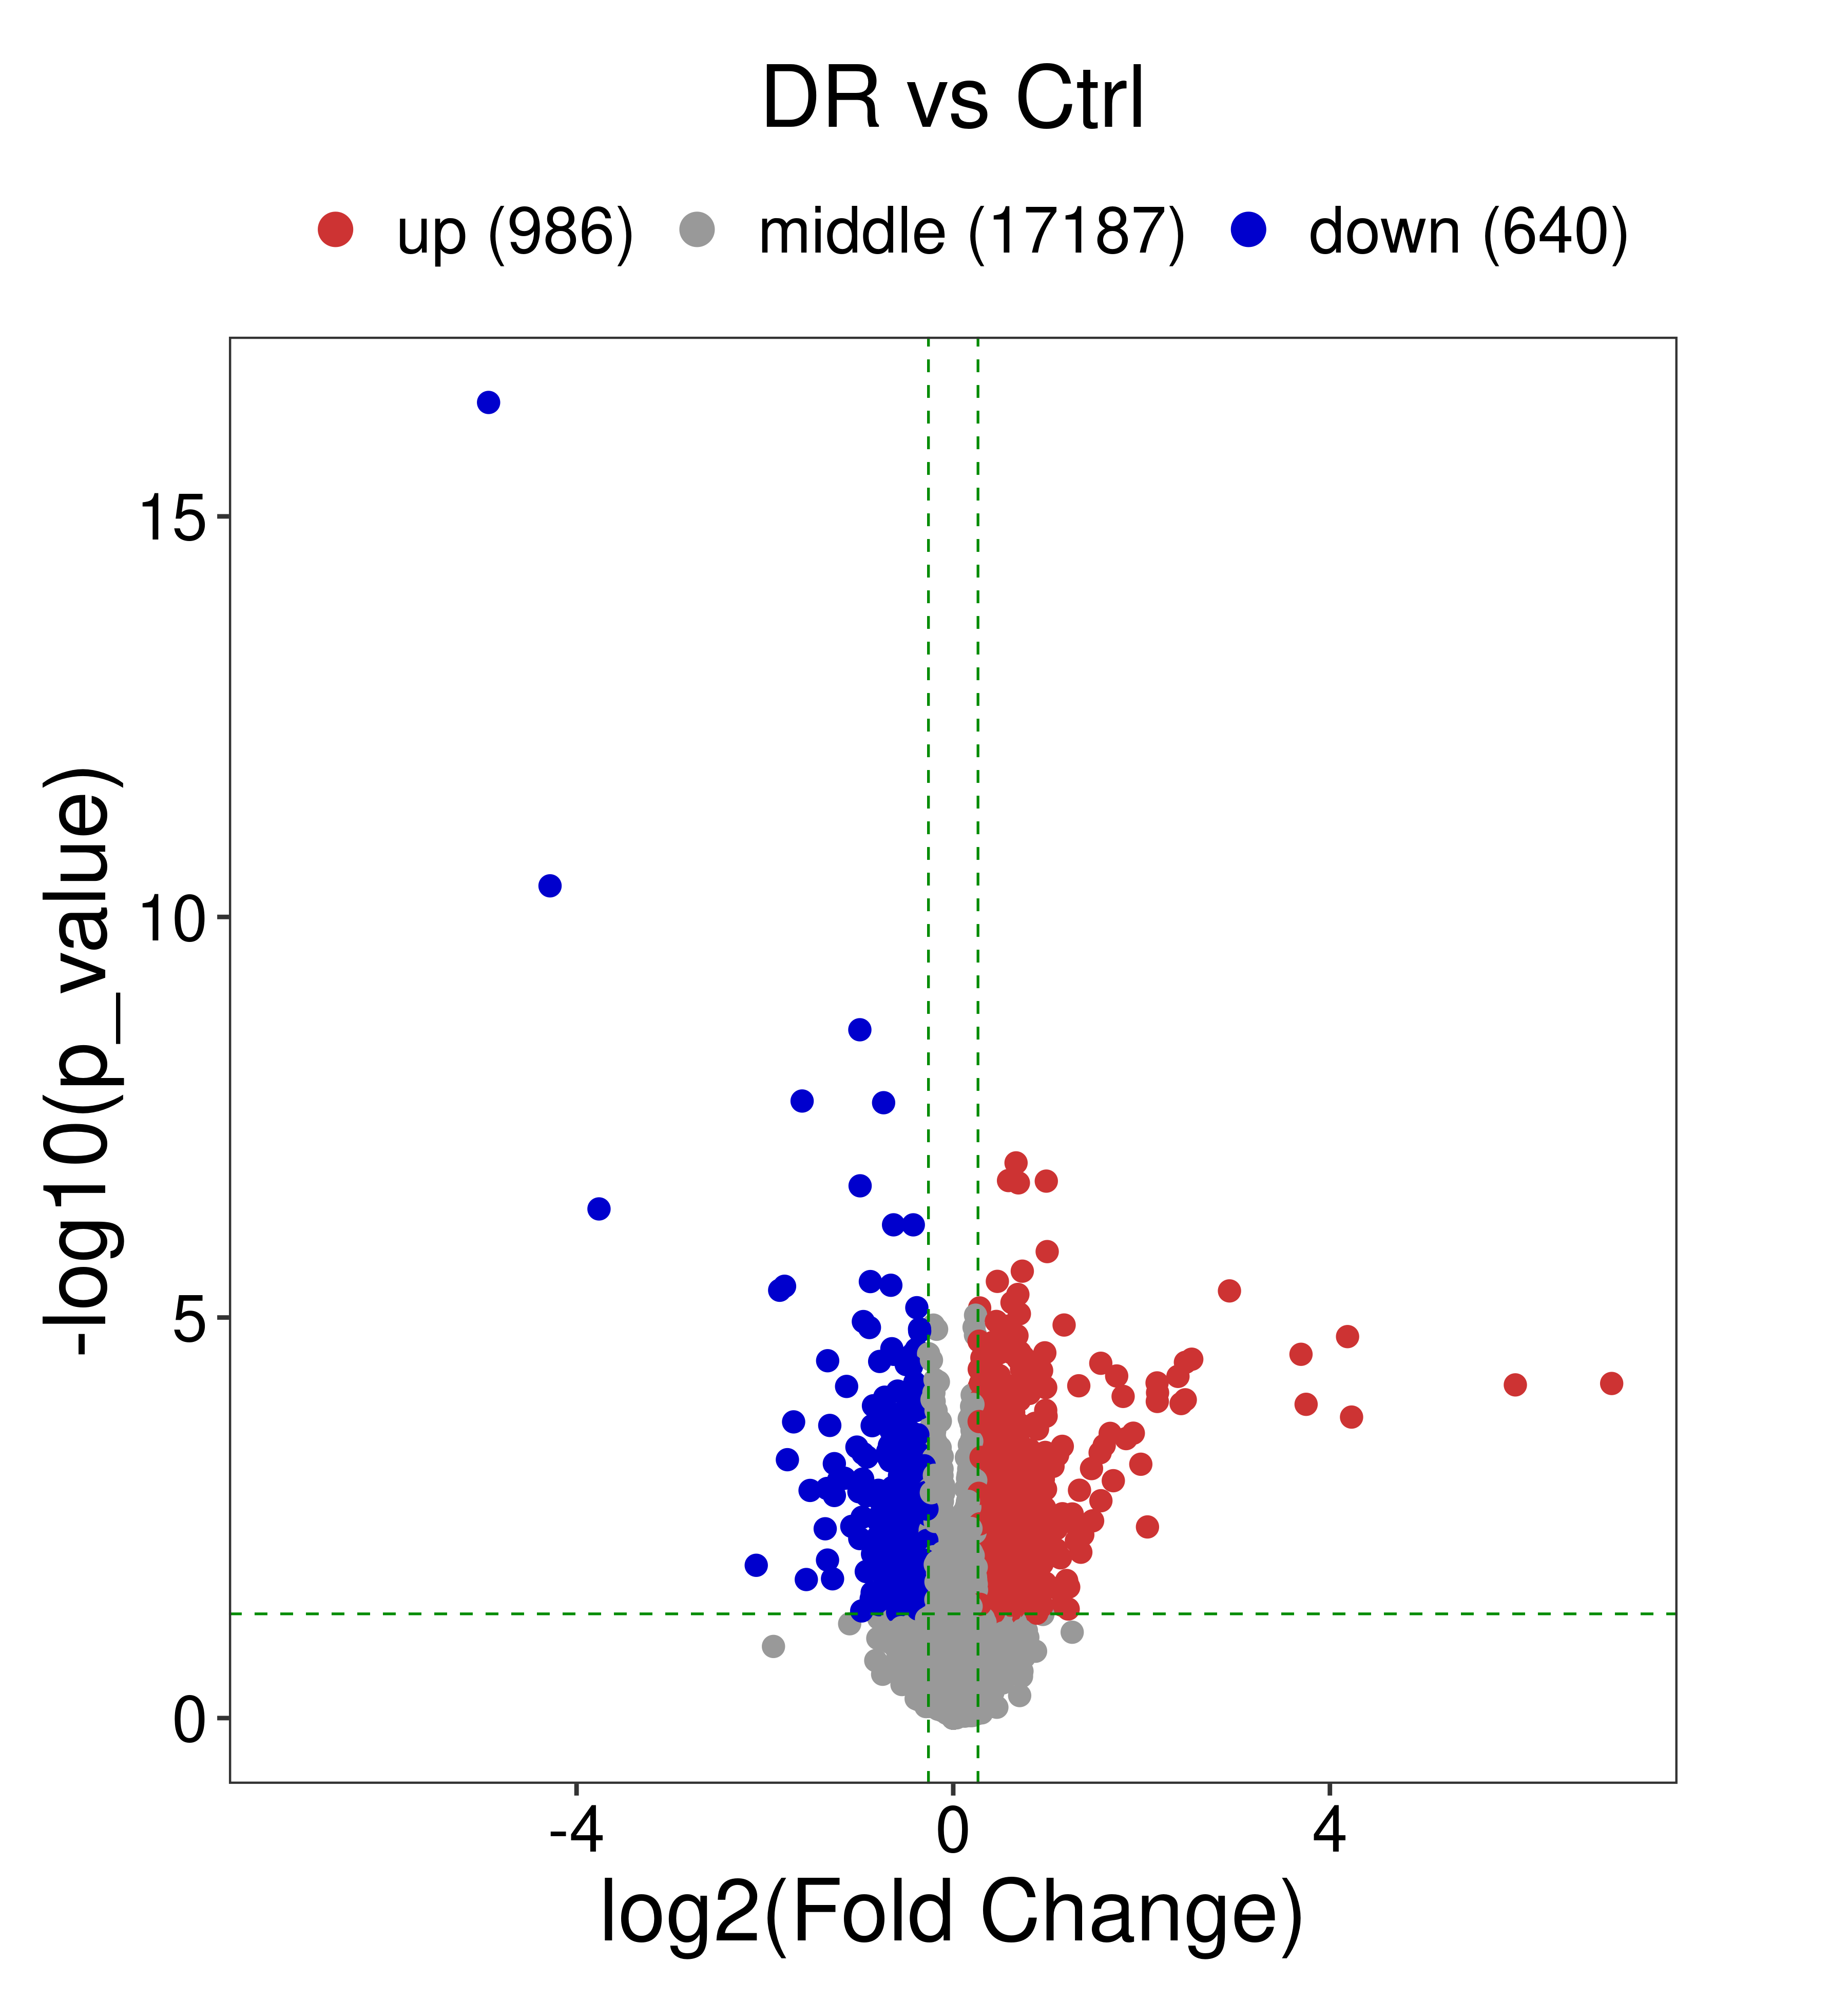 DR vs Ctrl
up (986) middle (17187) down (640)
-log10(p_value)
15
10
5
0
-4 0 4
log2(Fold Change)